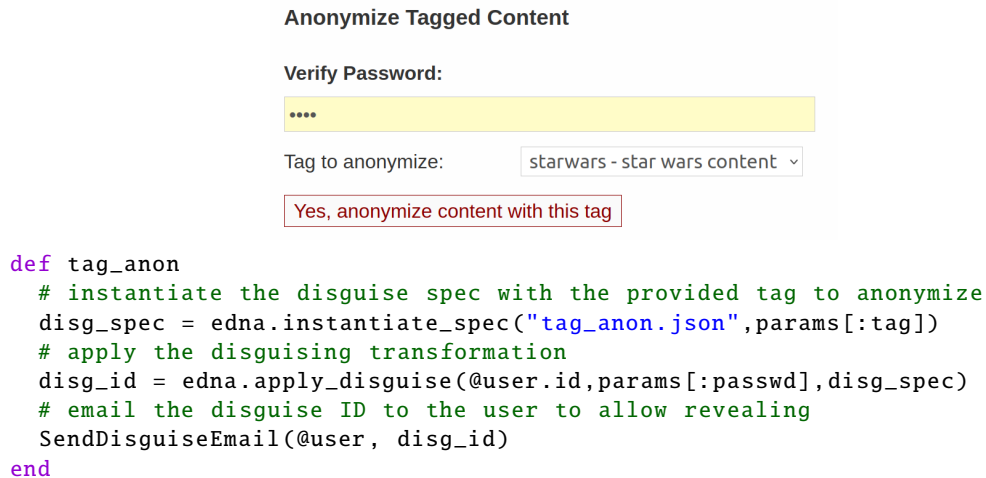 Anonymize Tagged Content
Verify Password:
••••
Tag to anonymize: starwars - star wars content
Yes, anonymize content with this tag
def tag_anon
  # instantiate the disguise spec with the provided tag to anonymize
  disg_spec = edna.instantiate_spec("tag_anon.json",params[:tag])
  # apply the disguising transformation
  disg_id = edna.apply_disguise(@user.id,params[:passwd],disg_spec)
  # email the disguise ID to the user to allow revealing
  SendDisguiseEmail(@user, disg_id)
end